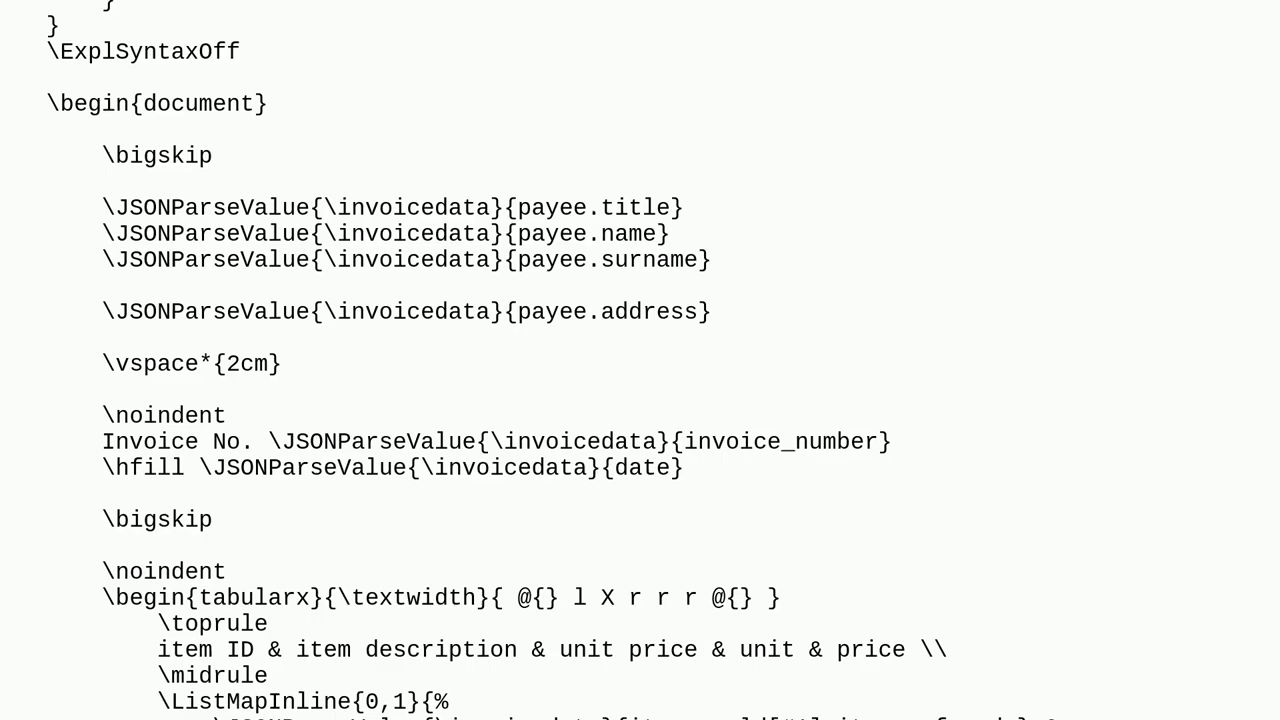 }
}
\ExplSyntaxOff
\begin{document}
\bigskip
\JSONParseValue{\invoicedata}{payee.title}
\JSONParseValue{\invoicedata}{payee.name}
\JSONParseValue{\invoicedata}{payee.surname}
\JSONParseValue{\invoicedata}{payee.address}
\vspace*{2cm}
\noindent
Invoice No. \JSONParseValue{\invoicedata}{invoice_number}
\hfill \JSONParseValue{\invoicedata}{date}
\bigskip
\noindent
\begin{tabularx}{\textwidth}{ @{} l X r r r @{} }
\toprule
item ID & item description & unit price & unit & price \\
\midrule
\ListMapInline{0,1}{%